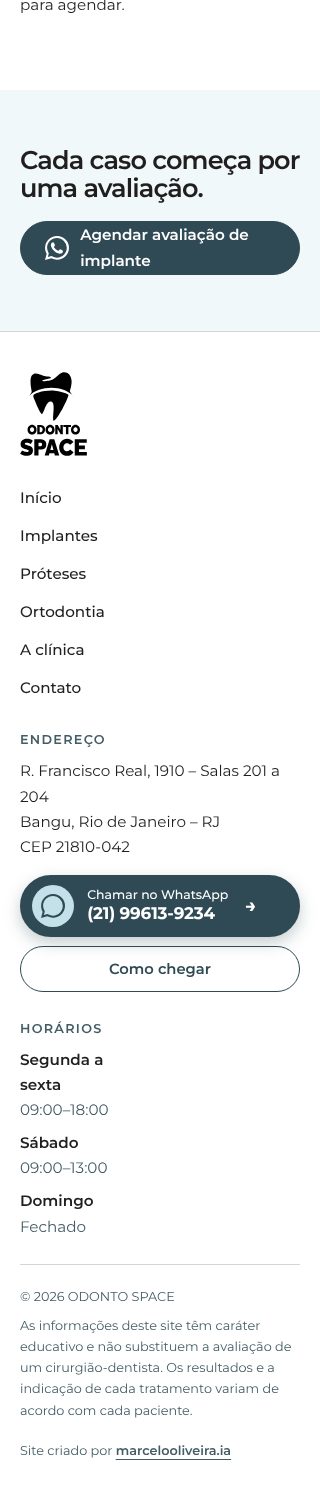 para agendar.
Cada caso começa por
uma avaliação.
Agendar avaliação de
implante
ODONTO
SPACE
Início
Implantes
Próteses
Ortodontia
A clínica
Contato
ENDEREÇO
R. Francisco Real, 1910 – Salas 201 a
204
Bangu, Rio de Janeiro – RJ
CEP 21810-042
Chamar no WhatsApp
(21) 99613-9234 →
Como chegar
HORÁRIOS
Segunda a
sexta
09:00–18:00
Sábado
09:00–13:00
Domingo
Fechado
© 2026 ODONTO SPACE
As informações deste site têm caráter
educativo e não substituem a avaliação de
um cirurgião-dentista. Os resultados e a
indicação de cada tratamento variam de
acordo com cada paciente.
Site criado por marcelooliveira.ia